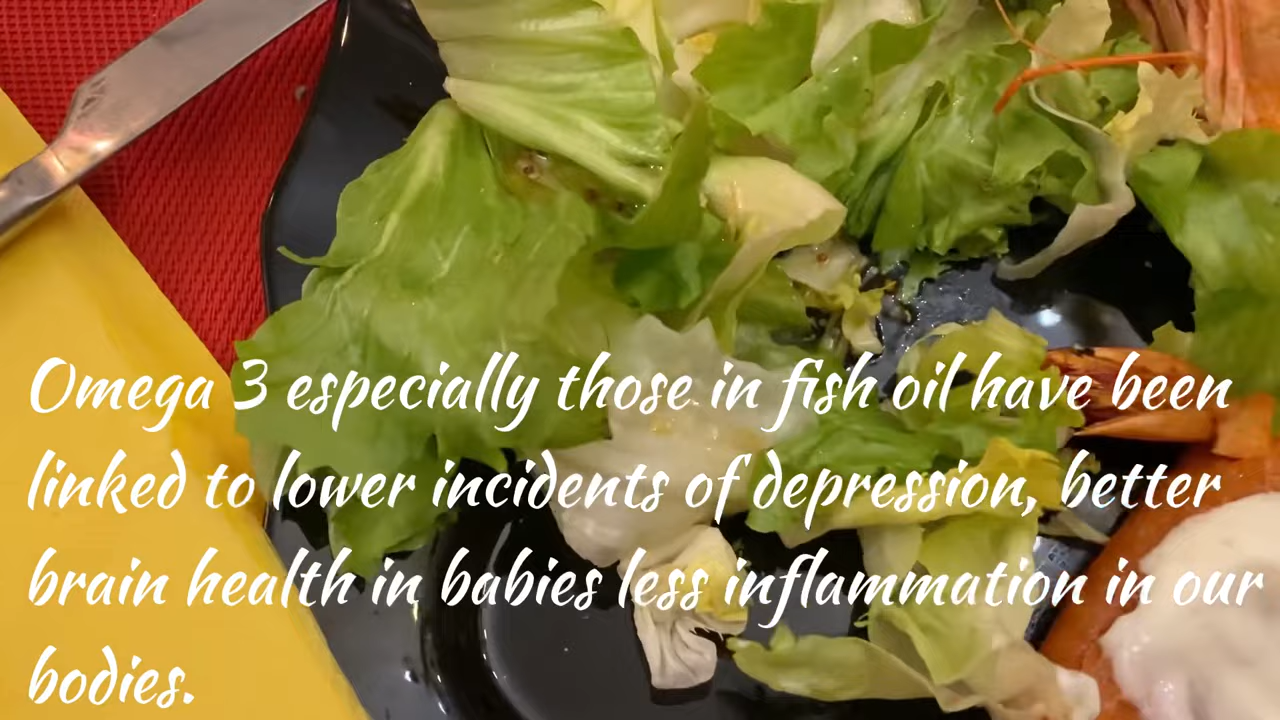 Omega 3 especially those in fish oil have been
linked to lower incidents of depression, better
brain health in babies less inflammation in our
bodies.